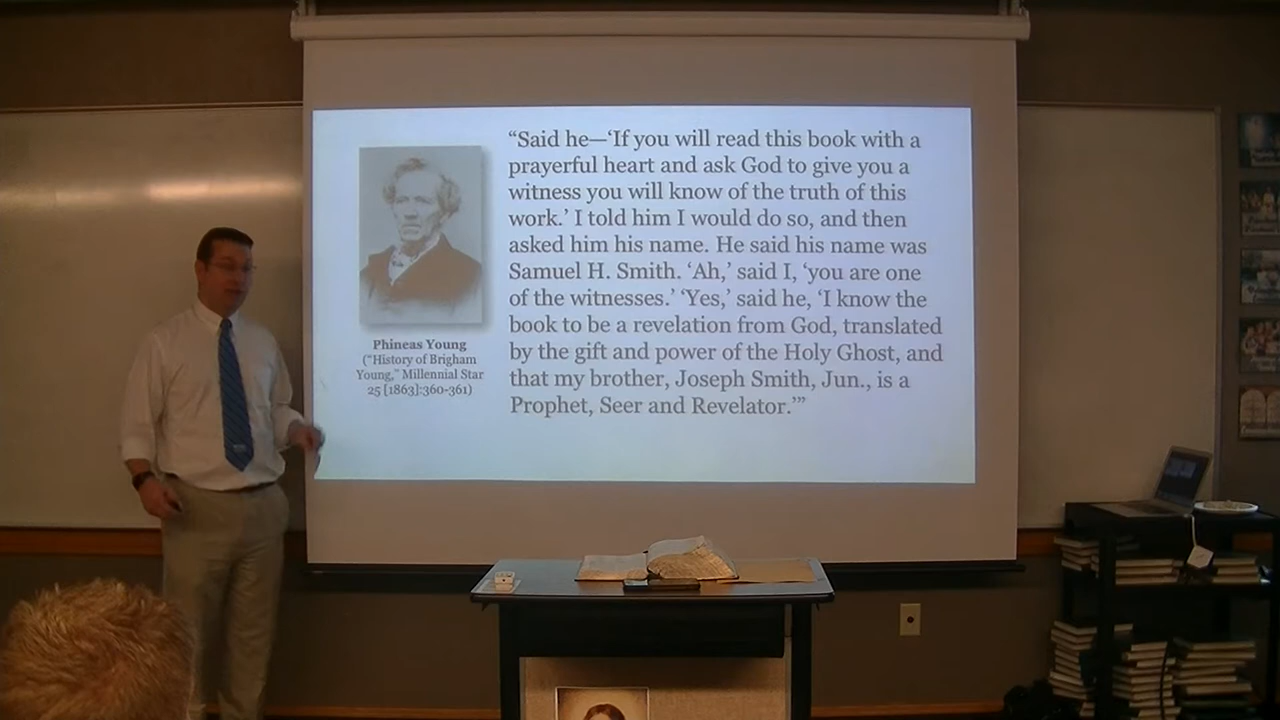 “Said he—‘If you will read this book with a
prayerful heart and ask God to give you a
witness you will know of the truth of this
work.’ I told him I would do so, and then
asked him his name. He said his name was
Samuel H. Smith. ‘Ah,’ said I, ‘you are one
of the witnesses.’ ‘Yes,’ said he, ‘I know the
book to be a revelation from God, translated
by the gift and power of the Holy Ghost, and
that my brother, Joseph Smith, Jun., is a
Prophet, Seer and Revelator.’”
Phineas Young
(“History of Brigham
Young,” Millennial Star
25 [1863]:360-361)